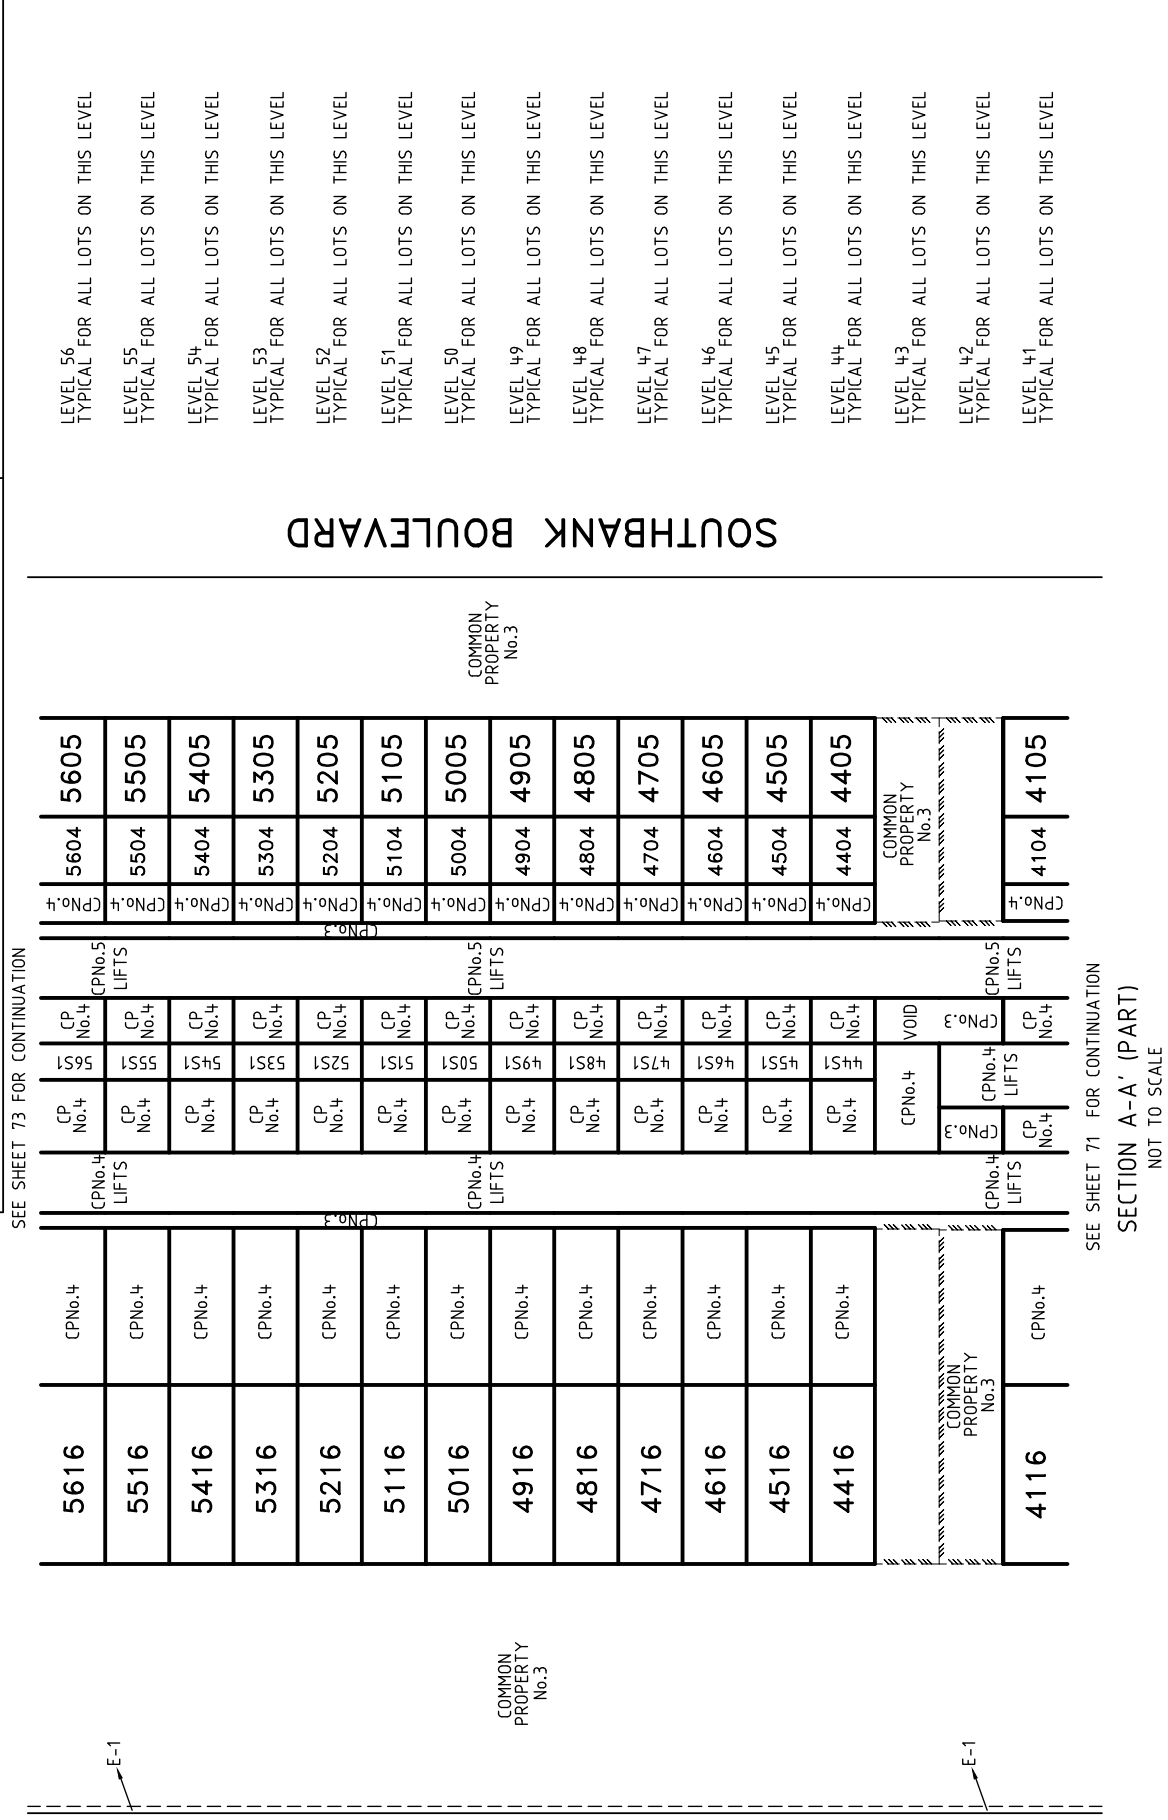 SEE SHEET 73 FOR CONTINUATION
5616 CPNo.4 CP No.4 56S1 CP No.4 CPNo.4 5604 5605
LEVEL 56
TYPICAL FOR ALL LOTS ON THIS LEVEL
CPNo.4
LIFTS
CPNo.5
LIFTS
5516 CPNo.4 CP No.4 55S1 CP No.4 CPNo.4 5504 5505
LEVEL 55
TYPICAL FOR ALL LOTS ON THIS LEVEL
5416 CPNo.4 CP No.4 54S1 CP No.4 CPNo.4 5404 5405
LEVEL 54
TYPICAL FOR ALL LOTS ON THIS LEVEL
5316 CPNo.4 CP No.4 53S1 CP No.4 CPNo.4 5304 5305
LEVEL 53
TYPICAL FOR ALL LOTS ON THIS LEVEL
5216 CPNo.4 CP No.4 52S1 CP No.4 CPNo.4 5204 5205
LEVEL 52
TYPICAL FOR ALL LOTS ON THIS LEVEL
CPNo.3
CPNo.3
5116 CPNo.4 CP No.4 51S1 CP No.4 CPNo.4 5104 5105
LEVEL 51
TYPICAL FOR ALL LOTS ON THIS LEVEL
5016 CPNo.4 CP No.4 50S1 CP No.4 CPNo.4 5004 5005
LEVEL 50
TYPICAL FOR ALL LOTS ON THIS LEVEL
CPNo.4
LIFTS
CPNo.5
LIFTS
COMMON
PROPERTY
No.3
COMMON
PROPERTY
No.3
SOUTHBANK BOULEVARD
4916 CPNo.4 CP No.4 49S1 CP No.4 CPNo.4 4904 4905
LEVEL 49
TYPICAL FOR ALL LOTS ON THIS LEVEL
4816 CPNo.4 CP No.4 48S1 CP No.4 CPNo.4 4804 4805
LEVEL 48
TYPICAL FOR ALL LOTS ON THIS LEVEL
4716 CPNo.4 CP No.4 47S1 CP No.4 CPNo.4 4704 4705
LEVEL 47
TYPICAL FOR ALL LOTS ON THIS LEVEL
4616 CPNo.4 CP No.4 46S1 CP No.4 CPNo.4 4604 4605
LEVEL 46
TYPICAL FOR ALL LOTS ON THIS LEVEL
4516 CPNo.4 CP No.4 45S1 CP No.4 CPNo.4 4504 4505
LEVEL 45
TYPICAL FOR ALL LOTS ON THIS LEVEL
4416 CPNo.4 CP No.4 44S1 CP No.4 CPNo.4 4404 4405
LEVEL 44
TYPICAL FOR ALL LOTS ON THIS LEVEL
CPNo.4 VOID
COMMON
PROPERTY
No.3
LEVEL 43
TYPICAL FOR ALL LOTS ON THIS LEVEL
COMMON
PROPERTY
No.3
CPNo.3
CPNo.4
LIFTS
CPNo.3
LEVEL 42
TYPICAL FOR ALL LOTS ON THIS LEVEL
CPNo.4
LIFTS
CPNo.5
LIFTS
4116 CPNo.4 CP No.4 CP No.4 CPNo.4 4104 4105
LEVEL 41
TYPICAL FOR ALL LOTS ON THIS LEVEL
E-1
E-1
SEE SHEET 71 FOR CONTINUATION
SECTION A-A' (PART)
NOT TO SCALE